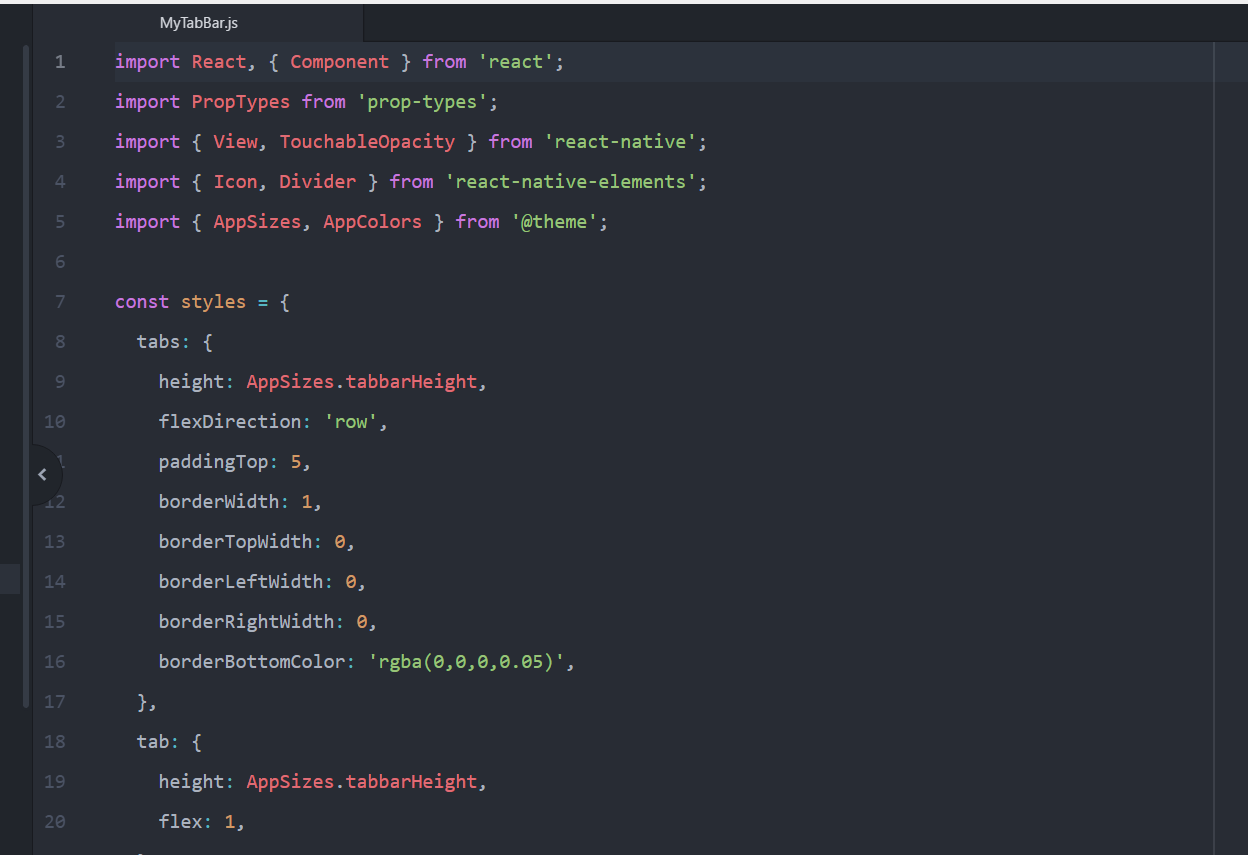 MyTabBar.js
1 import React, { Component } from 'react';
2 import PropTypes from 'prop-types';
3 import { View, TouchableOpacity } from 'react-native';
4 import { Icon, Divider } from 'react-native-elements';
5 import { AppSizes, AppColors } from '@theme';
6
7 const styles = {
8   tabs: {
9     height: AppSizes.tabbarHeight,
10     flexDirection: 'row',
11     paddingTop: 5,
12     borderWidth: 1,
13     borderTopWidth: 0,
14     borderLeftWidth: 0,
15     borderRightWidth: 0,
16     borderBottomColor: 'rgba(0,0,0,0.05)',
17   },
18   tab: {
19     height: AppSizes.tabbarHeight,
20     flex: 1,